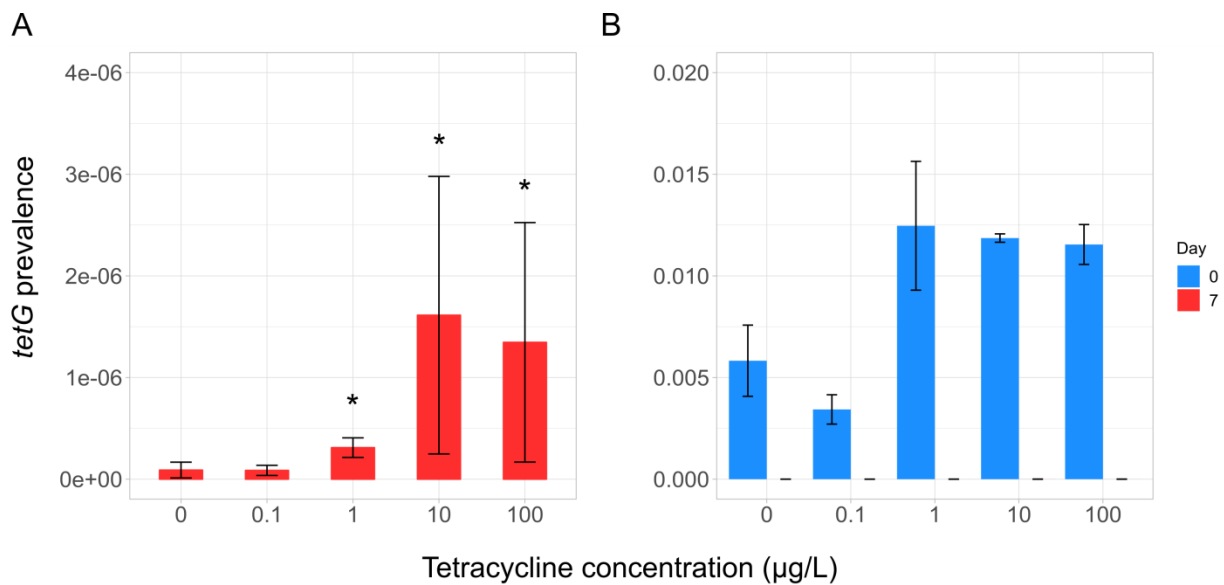 A
B
tetG prevalence
4e-06
3e-06
2e-06
1e-06
0e+00
*
*
*
0 0.1 1 10 100
0.020
0.015
0.010
0.005
0.000
0 0.1 1 10 100
Day
0
7
Tetracycline concentration (µg/L)